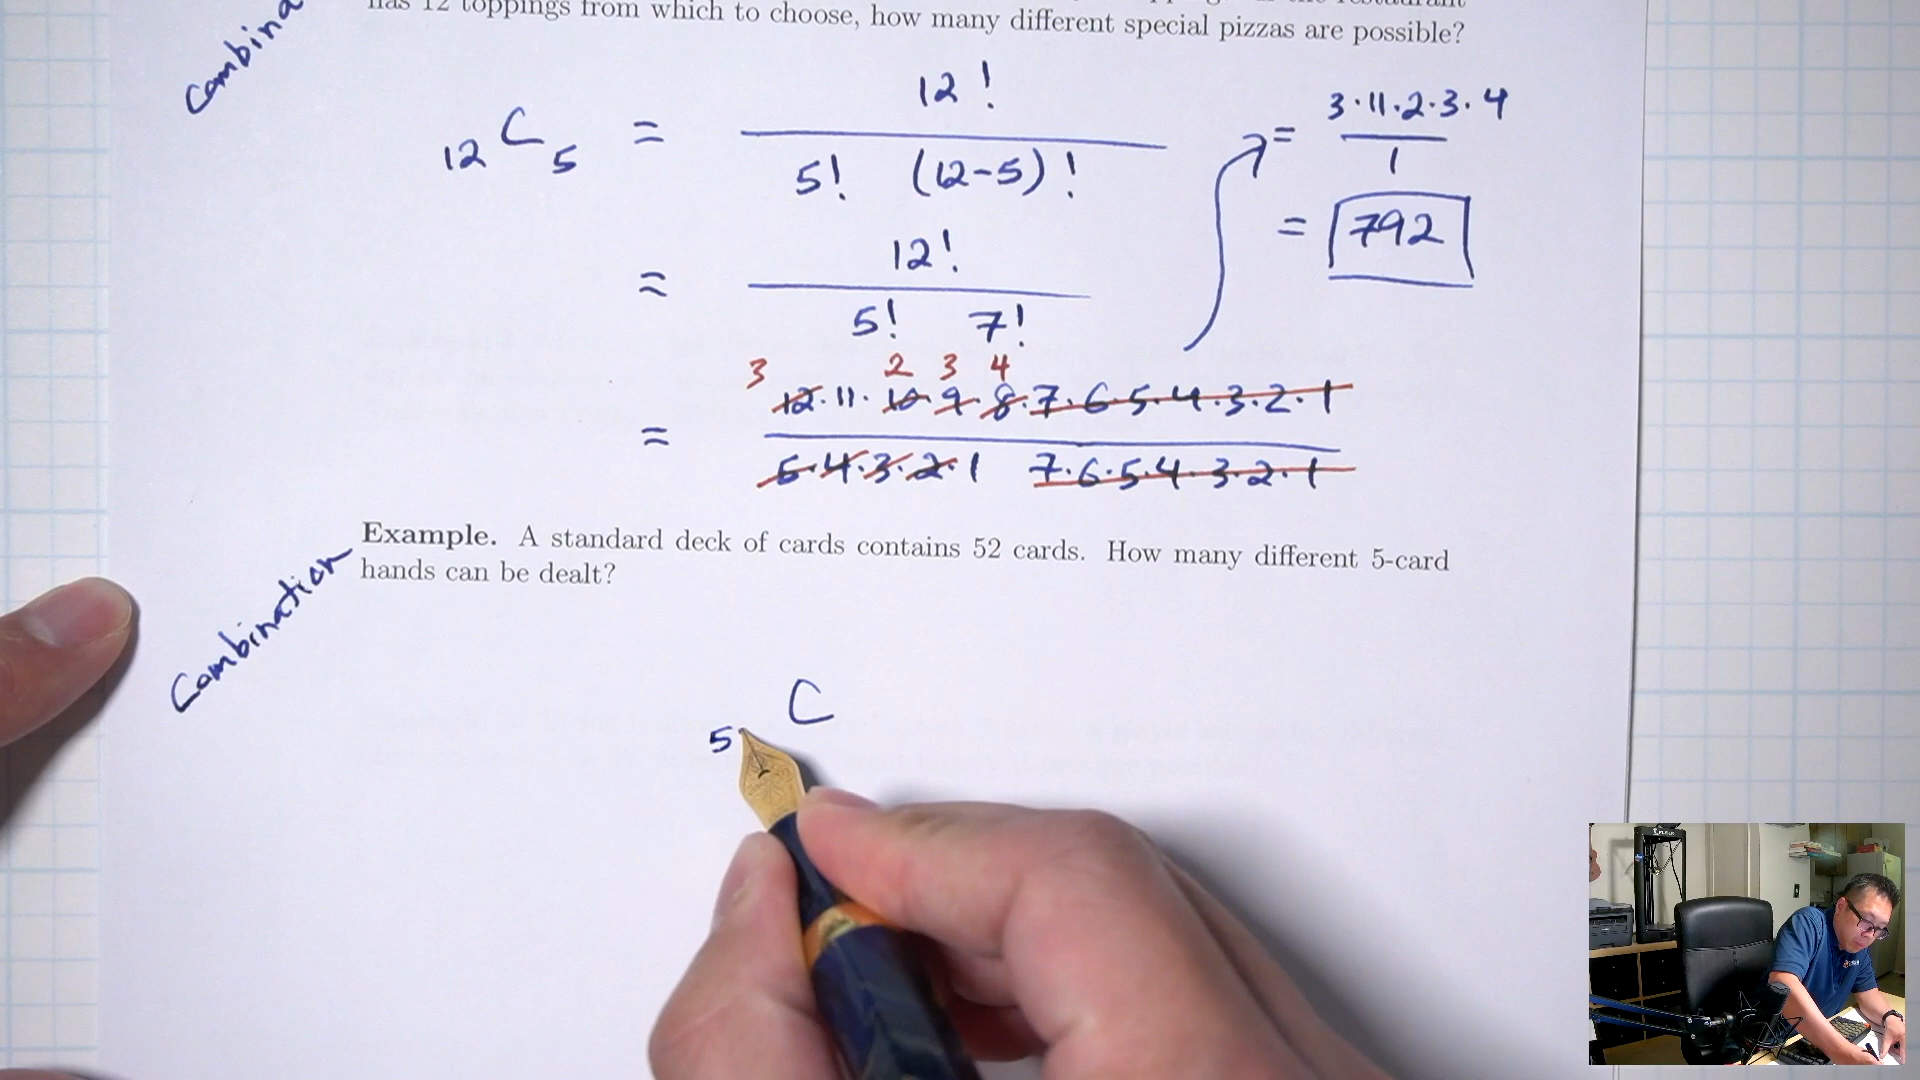 has 12 toppings from which to choose, how many different special pizzas are possible?
Combina
12 C 5 = 12! / 5! (12-5)!
= 12! / 5! 7!
3 2 3 4
= 12·11·10·9·8·7·6·5·4·3·2·1 / 5·4·3·2·1 7·6·5·4·3·2·1
= 3·11·2·3·4 / 1
= 792
Combination
Example. A standard deck of cards contains 52 cards. How many different 5-card
hands can be dealt?
5 C